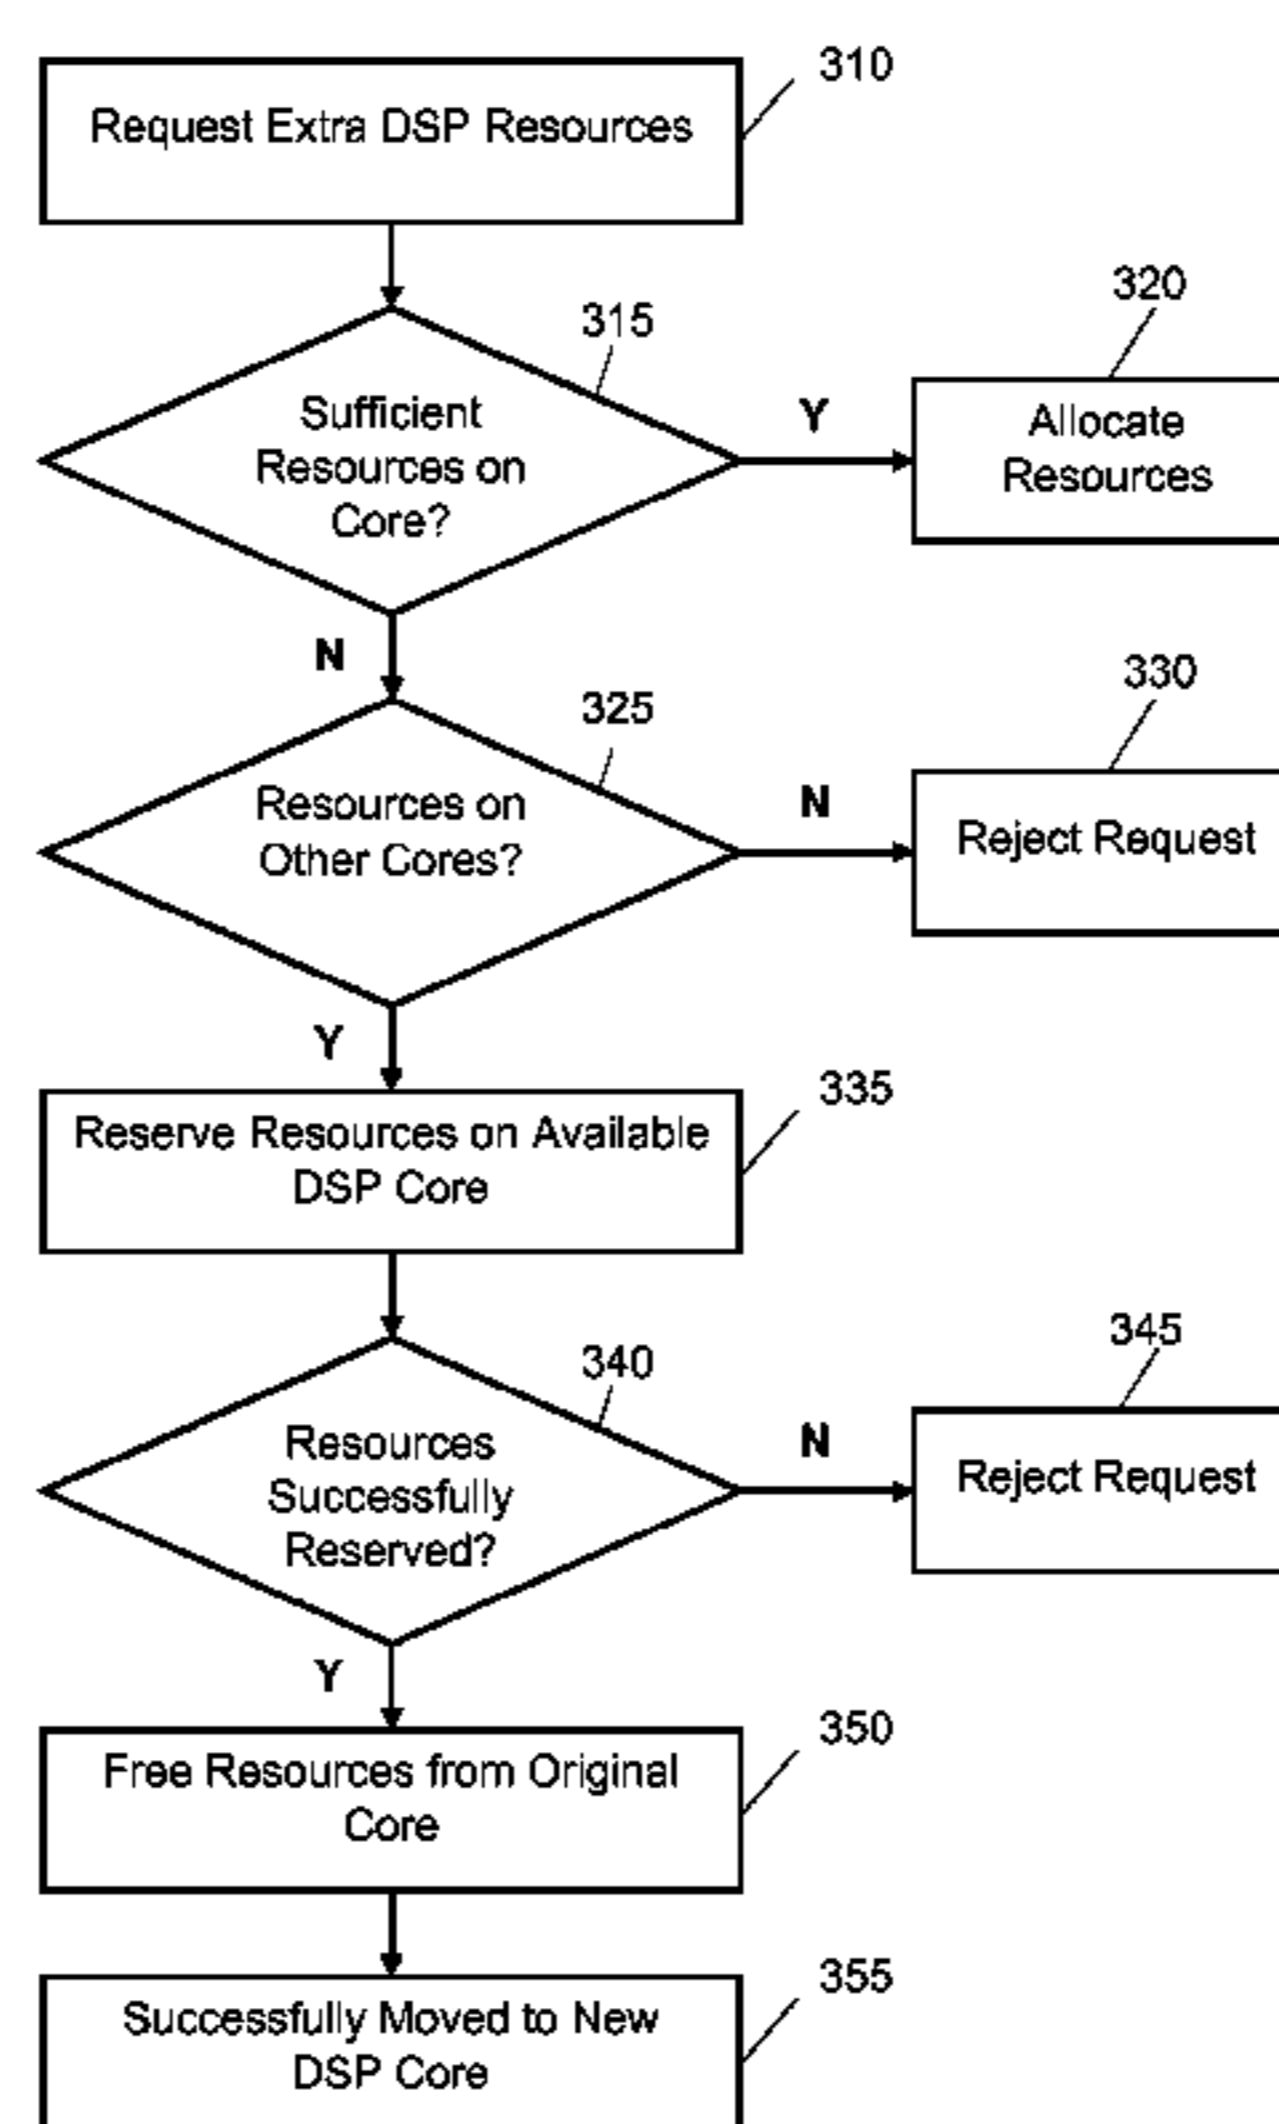 310
Request Extra DSP Resources
320
315
Sufficient
Resources on
Core?
Y
Allocate
Resources
N
330
325
Resources on
Other Cores?
N
Reject Request
Y
335
Reserve Resources on Available
DSP Core
345
340
Resources
Successfully
Reserved?
N
Reject Request
Y
350
Free Resources from Original
Core
355
Successfully Moved to New
DSP Core